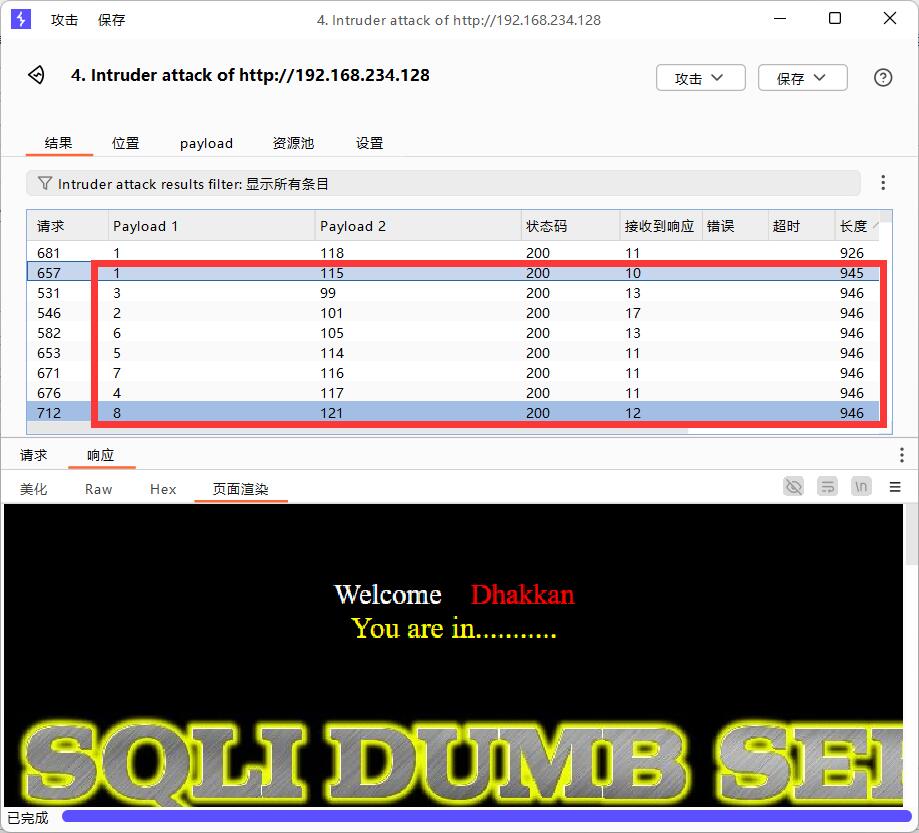 攻击 保存 4. Intruder attack of http://192.168.234.128
4. Intruder attack of http://192.168.234.128 攻击 保存
结果 位置 payload 资源池 设置
Intruder attack results filter: 显示所有条目
请求 Payload 1 Payload 2 状态码 接收到响应 错误 超时 长度
681 1 118 200 11 926
657 1 115 200 10 945
531 3 99 200 13 946
546 2 101 200 17 946
582 6 105 200 13 946
653 5 114 200 11 946
671 7 116 200 11 946
676 4 117 200 11 946
712 8 121 200 12 946
请求 响应
美化 Raw Hex 页面渲染 \n
Welcome Dhakkan
You are in...........
SQLI DUMB SE
已完成